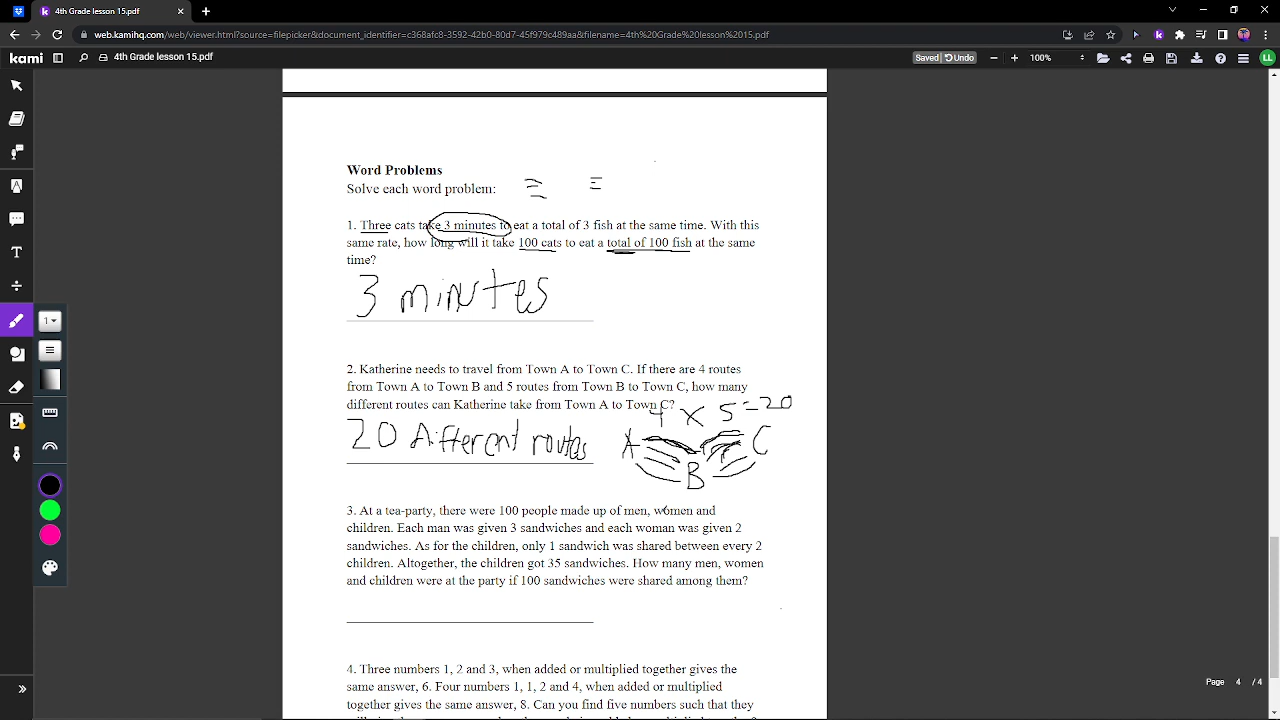 4th Grade lesson 15.pdf
web.kamihq.com/web/viewer.html?source=filepicker&document_identifier=c368afc8-3592-42b0-80d7-45f979c489aa&filename=4th%20Grade%20lesson%2015.pdf
kami
4th Grade lesson 15.pdf
Saved Undo
100%
LL
Word Problems
Solve each word problem:
1. Three cats take 3 minutes to eat a total of 3 fish at the same time. With this
same rate, how long will it take 100 cats to eat a total of 100 fish at the same
time?
3 minutes
2. Katherine needs to travel from Town A to Town C. If there are 4 routes
from Town A to Town B and 5 routes from Town B to Town C, how many
different routes can Katherine take from Town A to Town C?
4 x 5=20
20 different routes
A C
B
3. At a tea-party, there were 100 people made up of men, women and
children. Each man was given 3 sandwiches and each woman was given 2
sandwiches. As for the children, only 1 sandwich was shared between every 2
children. Altogether, the children got 35 sandwiches. How many men, women
and children were at the party if 100 sandwiches were shared among them?
4. Three numbers 1, 2 and 3, when added or multiplied together gives the
same answer, 6. Four numbers 1, 1, 2 and 4, when added or multiplied
together gives the same answer, 8. Can you find five numbers such that they
T
1
Page 4 / 4